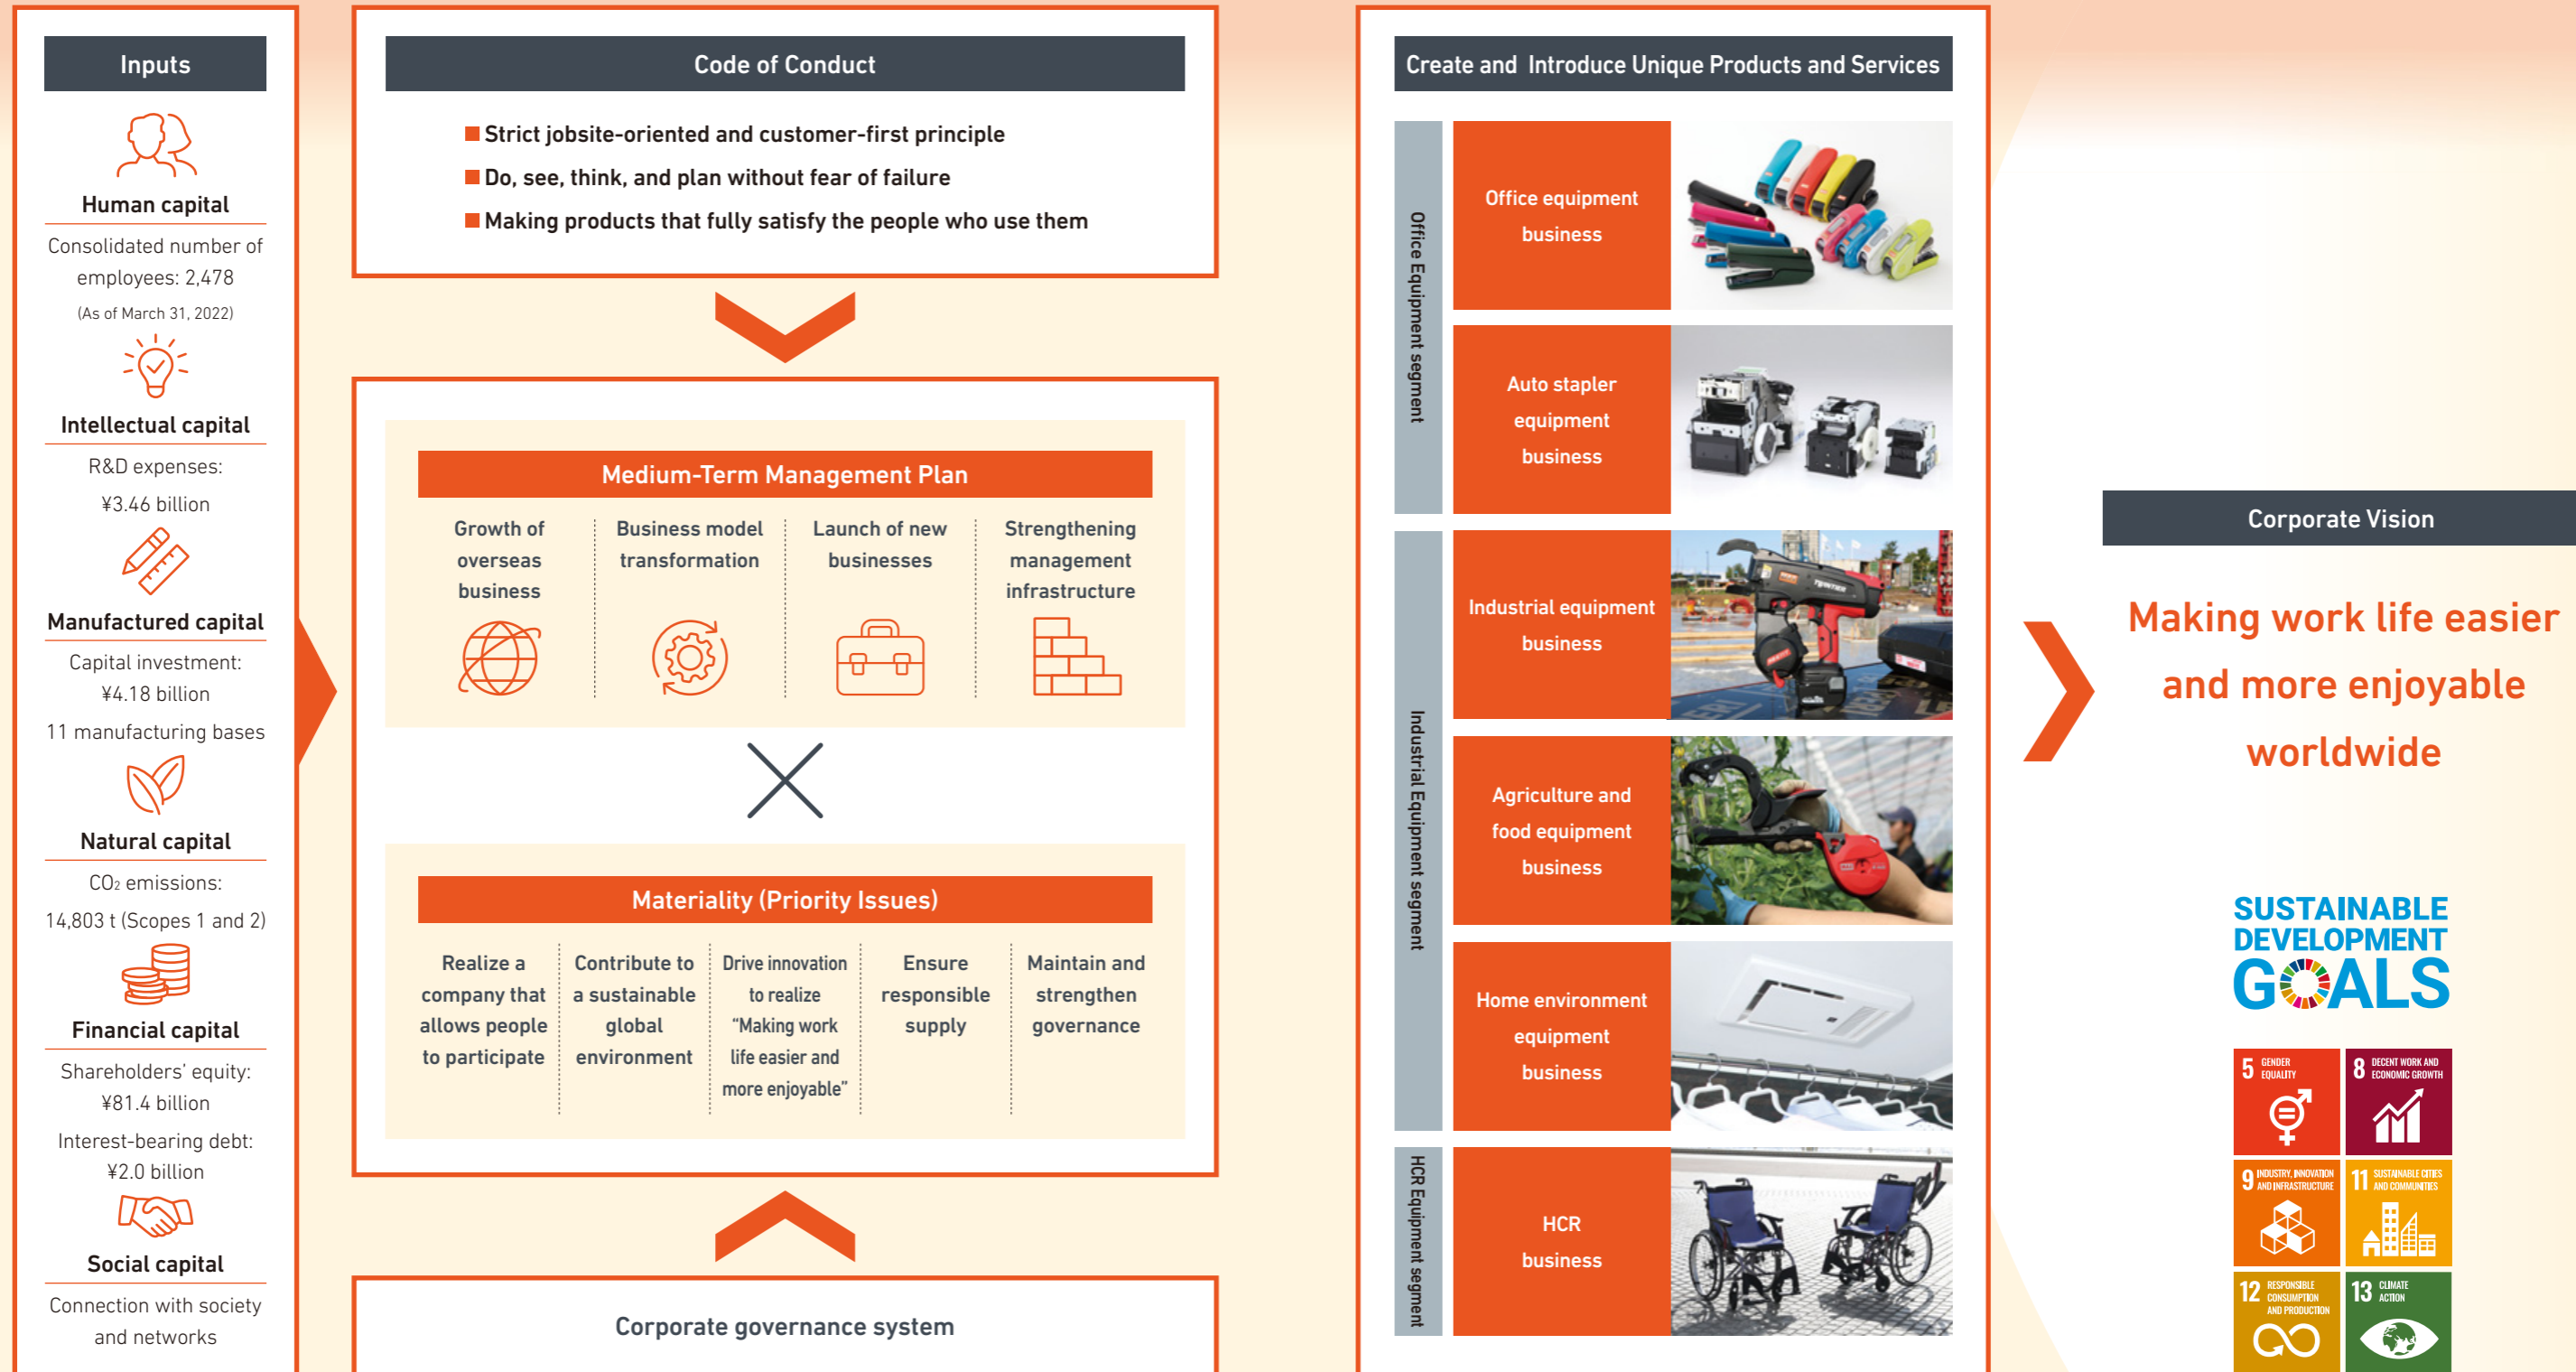 Inputs
Human capital
Consolidated number of
employees: 2,478
(As of March 31, 2022)
Intellectual capital
R&D expenses:
¥3.46 billion
Manufactured capital
Capital investment:
¥4.18 billion
11 manufacturing bases
Natural capital
CO₂ emissions:
14,803 t (Scopes 1 and 2)
Financial capital
Shareholders’ equity:
¥81.4 billion
Interest-bearing debt:
¥2.0 billion
Social capital
Connection with society
and networks
Code of Conduct
■ Strict jobsite-oriented and customer-first principle
■ Do, see, think, and plan without fear of failure
■ Making products that fully satisfy the people who use them
Medium-Term Management Plan
Growth of
overseas
business
Business model
transformation
Launch of new
businesses
Strengthening
management
infrastructure
Materiality (Priority Issues)
Realize a
company that
allows people
to participate
Contribute to
a sustainable
global
environment
Drive innovation
to realize
“Making work
life easier and
more enjoyable”
Ensure
responsible
supply
Maintain and
strengthen
governance
Corporate governance system
Create and Introduce Unique Products and Services
Office Equipment segment
Office equipment
business
Auto stapler
equipment
business
Industrial Equipment segment
Industrial equipment
business
Agriculture and
food equipment
business
Home environment
equipment
business
HCR Equipment segment
HCR
business
Corporate Vision
Making work life easier
and more enjoyable
worldwide
SUSTAINABLE
DEVELOPMENT
GOALS
5 GENDER
EQUALITY
8 DECENT WORK AND
ECONOMIC GROWTH
9 INDUSTRY, INNOVATION
AND INFRASTRUCTURE
11 SUSTAINABLE CITIES
AND COMMUNITIES
12 RESPONSIBLE
CONSUMPTION
AND PRODUCTION
13 CLIMATE
ACTION